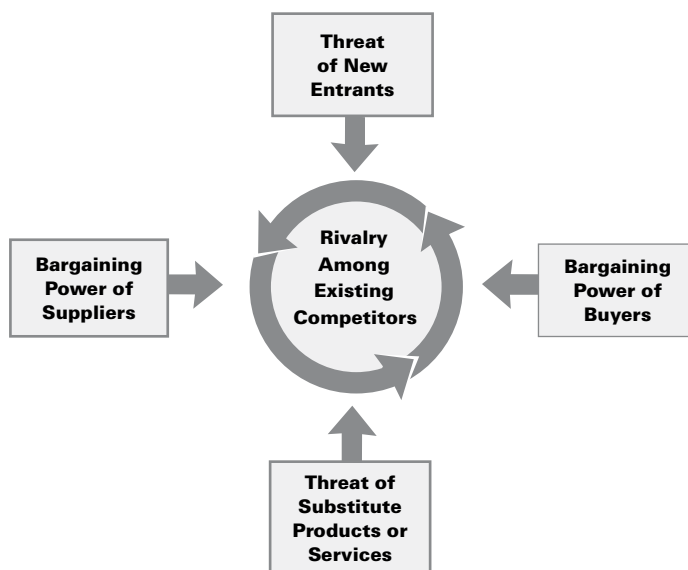 Threat
of New
Entrants
Bargaining
Power of
Suppliers
Rivalry
Among
Existing
Competitors
Bargaining
Power of
Buyers
Threat of
Substitute
Products or
Services